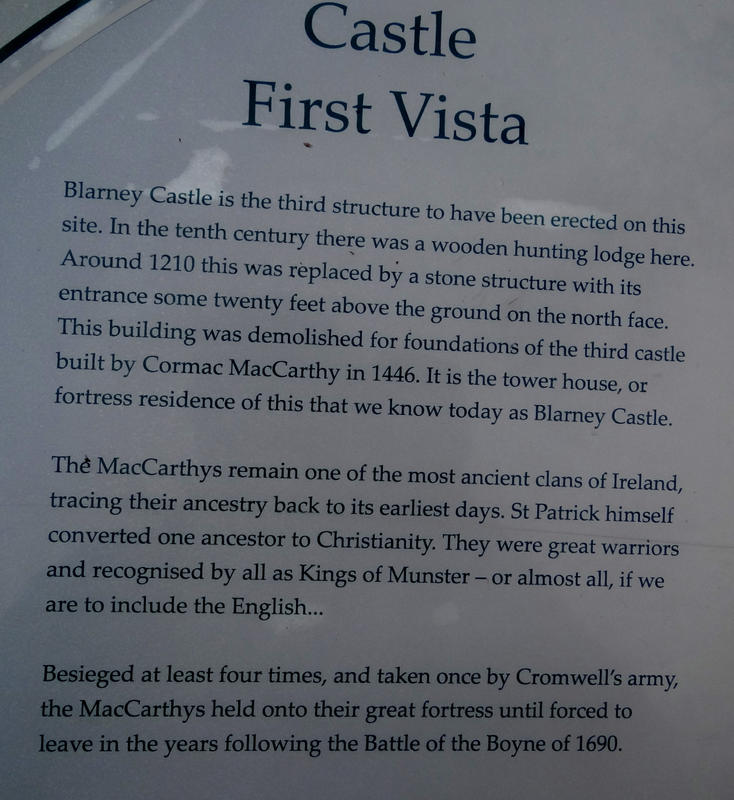 Castle
First Vista
Blarney Castle is the third structure to have been erected on this
site. In the tenth century there was a wooden hunting lodge here.
Around 1210 this was replaced by a stone structure with its
entrance some twenty feet above the ground on the north face.
This building was demolished for foundations of the third castle
built by Cormac MacCarthy in 1446. It is the tower house, or
fortress residence of this that we know today as Blarney Castle.
The MacCarthys remain one of the most ancient clans of Ireland,
tracing their ancestry back to its earliest days. St Patrick himself
converted one ancestor to Christianity. They were great warriors
and recognised by all as Kings of Munster – or almost all, if we
are to include the English...
Besieged at least four times, and taken once by Cromwell's army,
the MacCarthys held onto their great fortress until forced to
leave in the years following the Battle of the Boyne of 1690.